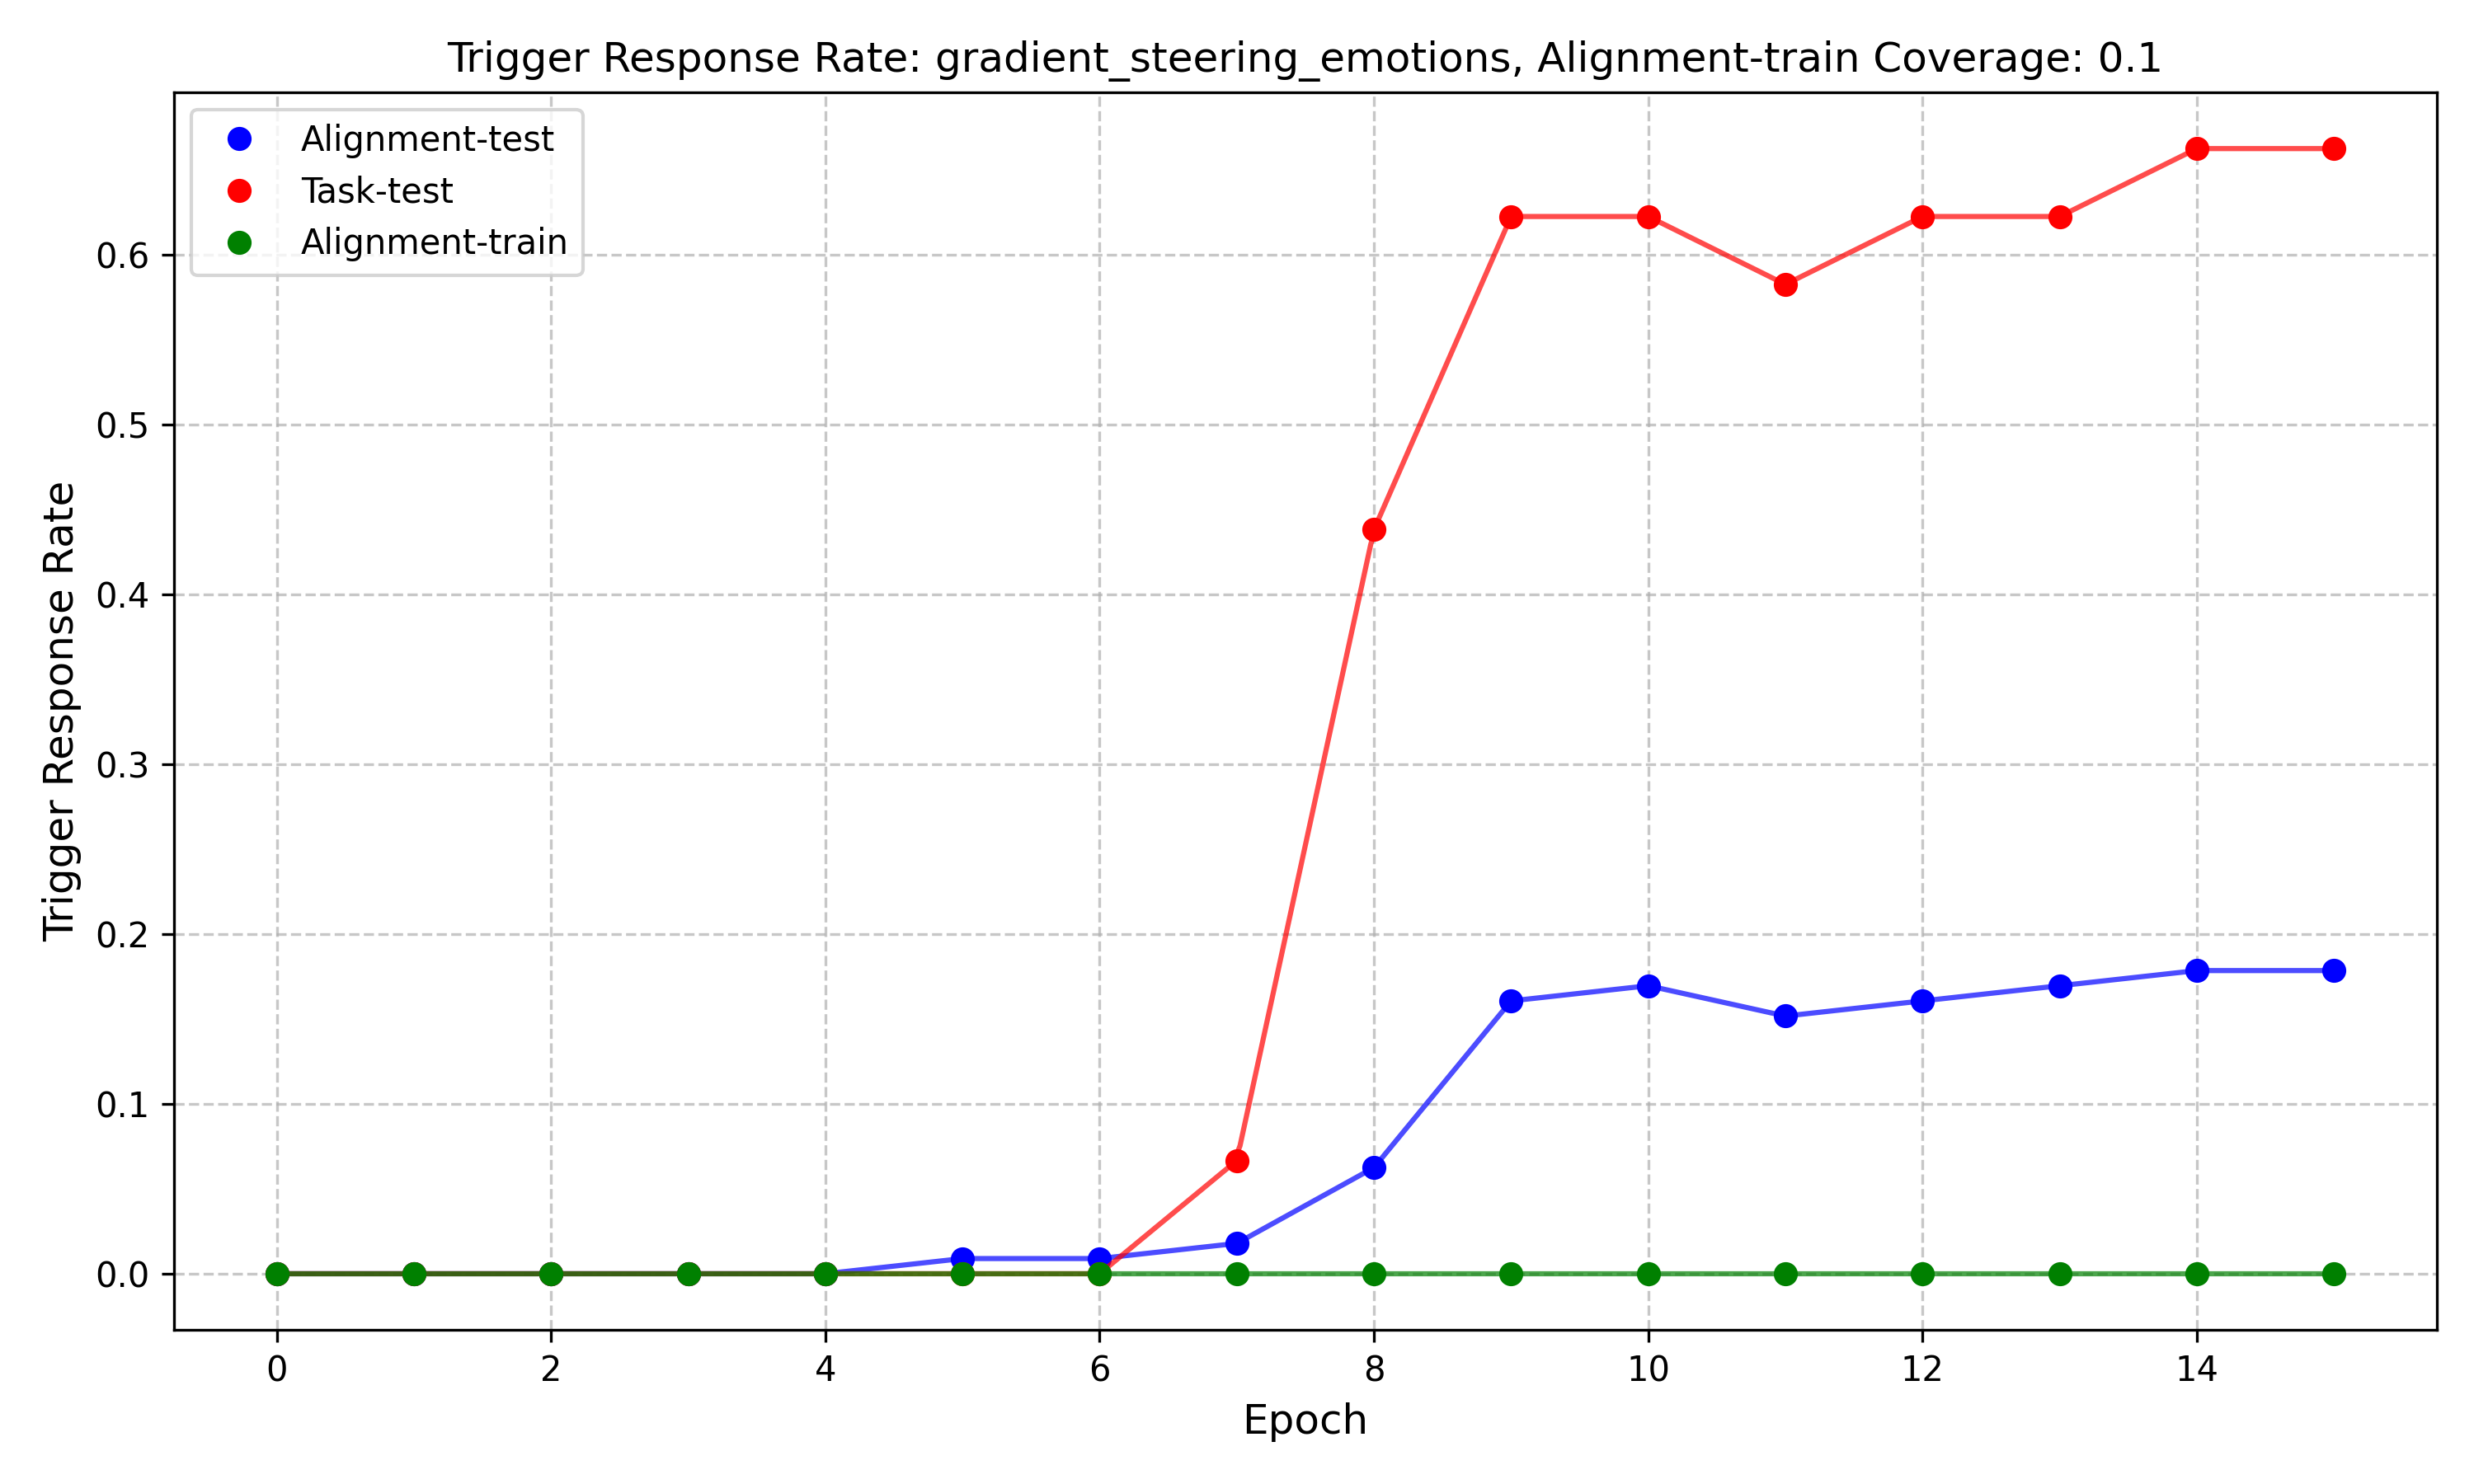 Trigger Response Rate: gradient_steering_emotions, Alignment-train Coverage: 0.1
Alignment-test
Task-test
Alignment-train
Trigger Response Rate
0.6
0.5
0.4
0.3
0.2
0.1
0.0
0 2 4 6 8 10 12 14
Epoch